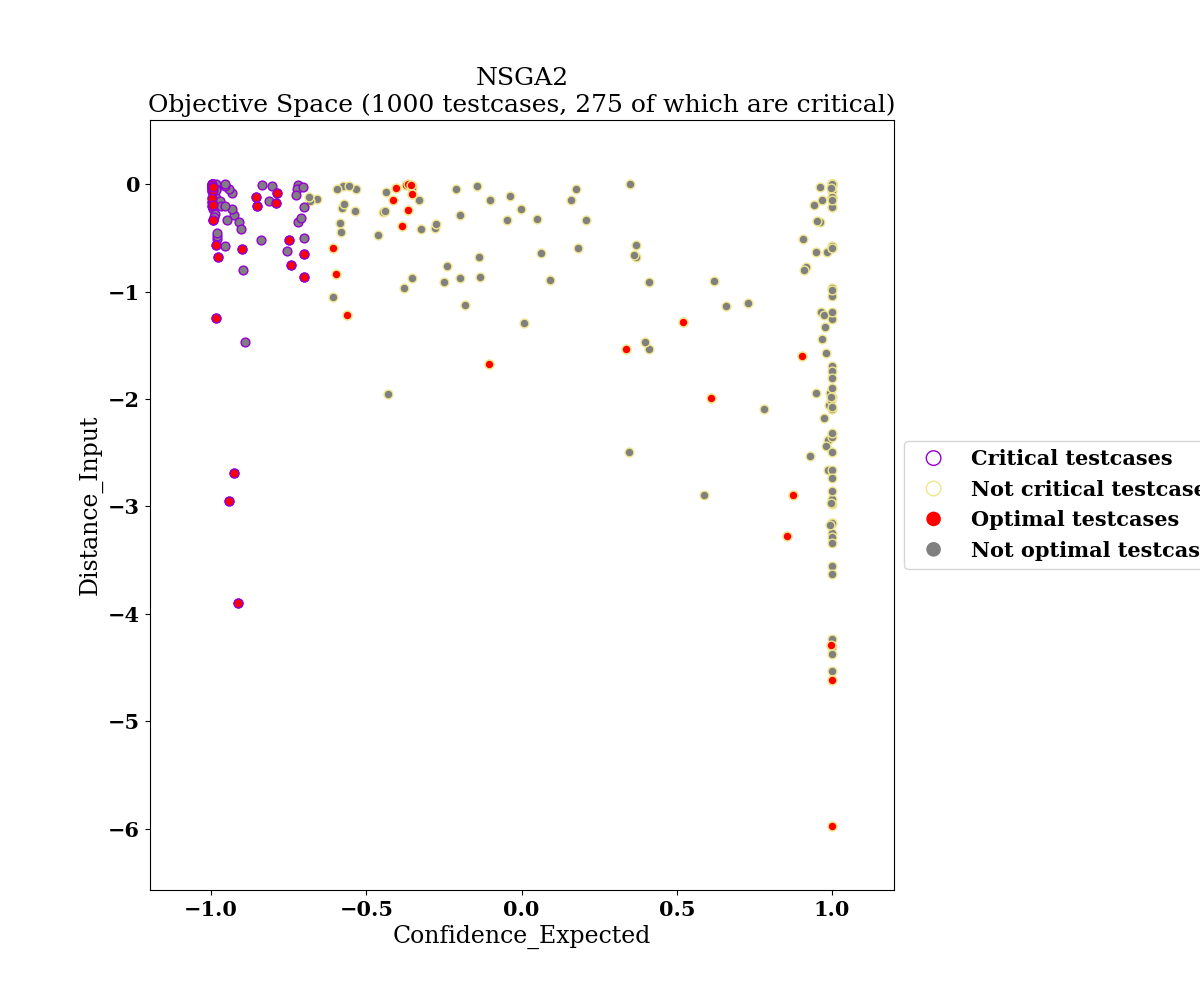 NSGA2
Objective Space (1000 testcases, 275 of which are critical)
0
−1
−2
−3
−4
−5
−6
Distance_Input
−1.0
−0.5
0.0
0.5
1.0
Confidence_Expected
Critical testcases
Not critical testcase
Optimal testcases
Not optimal testcas